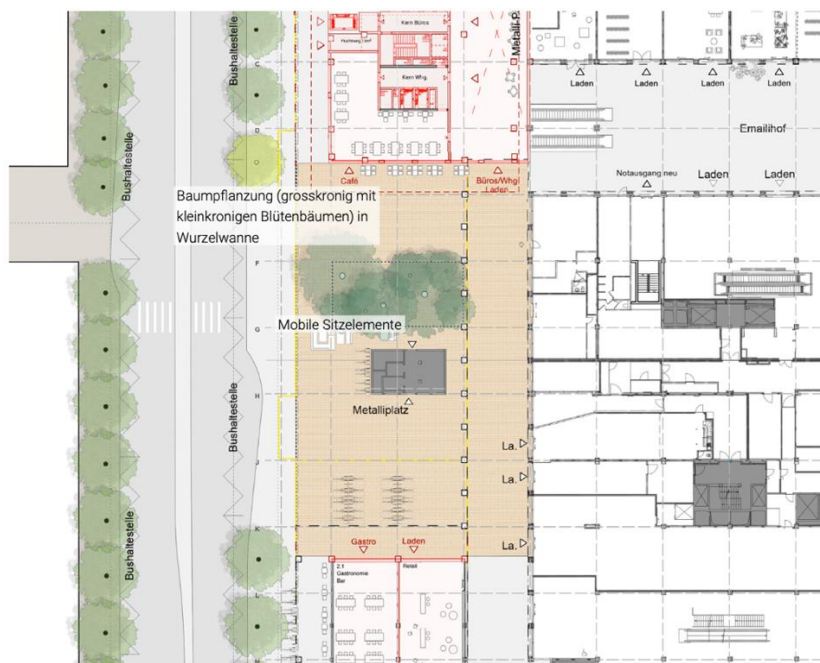 Kern Büros
Metalli-P
Kern Whg.
Bushaltestelle
Bushaltestelle
C
D
Laden
Laden
Laden
Laden
Emailihof
Café
Büros/Whg
Laden
Notausgang neu
Laden
Laden
Baumpflanzung (grosskronig mit
kleinkronigen Blütenbäumen) in
Wurzelwanne
F
Mobile Sitzelemente
G
H
Metalliplatz
Bushaltestelle
La.
J
La.
K
La.
Gastro
Laden
Bushaltestelle
2.1
Gastronomie
Bar
Retail
L